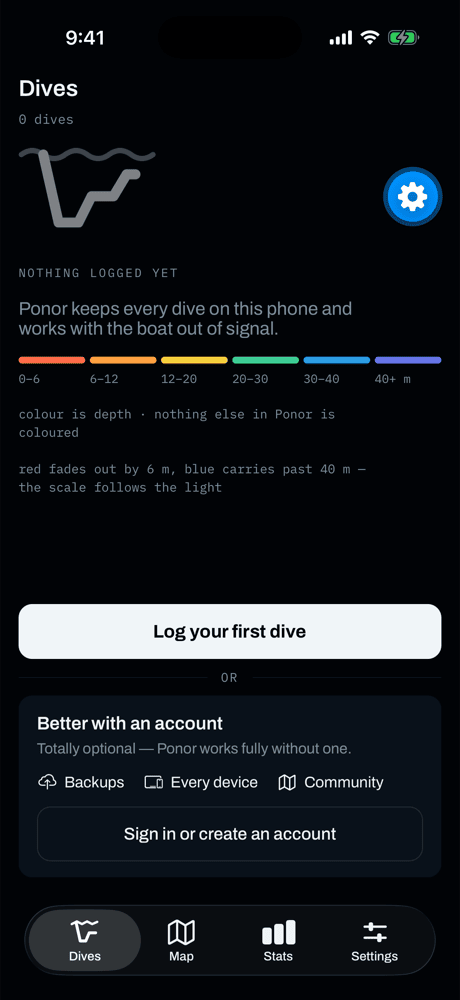 9:41
Dives
0 dives
NOTHING LOGGED YET
Ponor keeps every dive on this phone and
works with the boat out of signal.
0–6 6–12 12–20 20–30 30–40 40+ m
colour is depth · nothing else in Ponor is
coloured
red fades out by 6 m, blue carries past 40 m —
the scale follows the light
Log your first dive
OR
Better with an account
Totally optional — Ponor works fully without one.
Backups Every device Community
Sign in or create an account
Dives Map Stats Settings